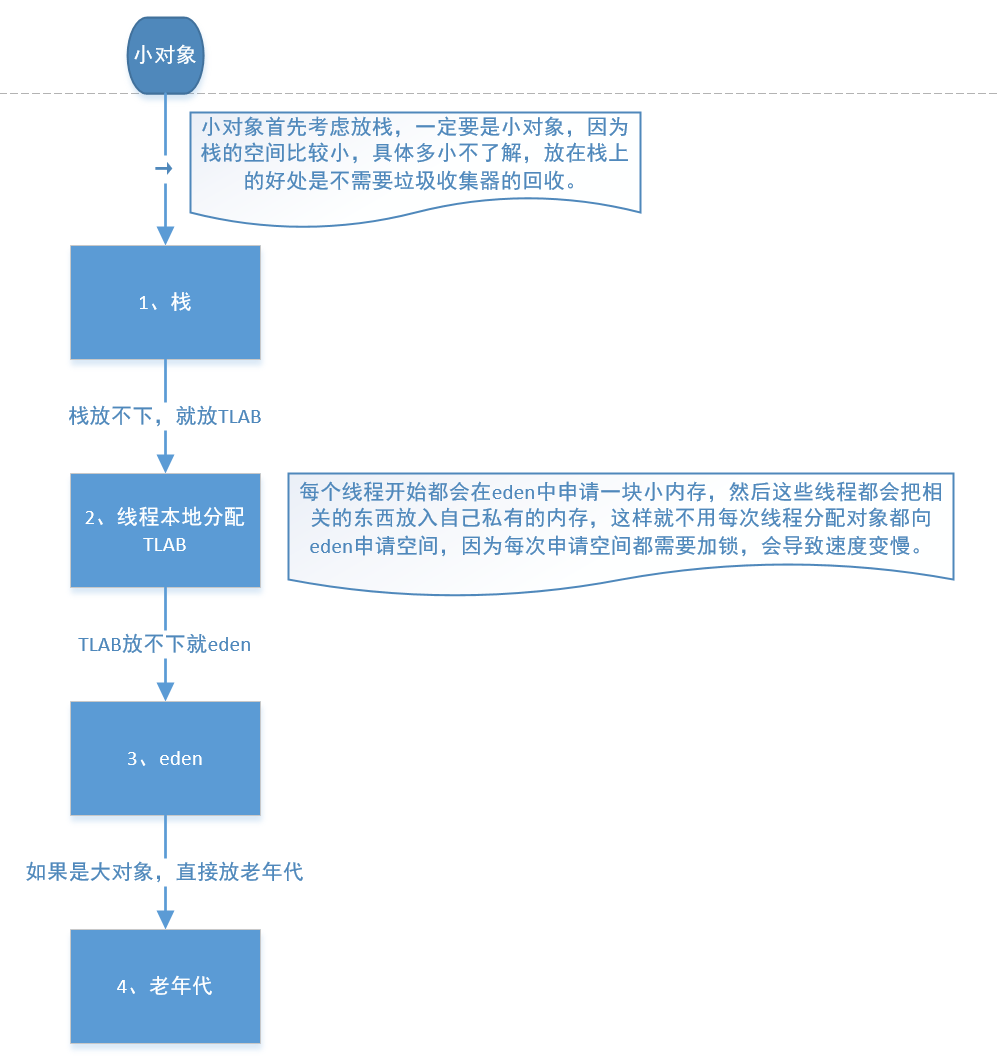 小对象
小对象首先考虑放栈，一定要是小对象，因为
栈的空间比较小，具体多小不了解，放在栈上
的好处是不需要垃圾收集器的回收。
1、栈
栈放不下，就放TLAB
2、线程本地分配
TLAB
每个线程开始都会在eden中申请一块小内存，然后这些线程都会把相
关的东西放入自己私有的内存，这样就不用每次线程分配对象都向
eden申请空间，因为每次申请空间都需要加锁，会导致速度变慢。
TLAB放不下就eden
3、eden
如果是大对象，直接放老年代
4、老年代